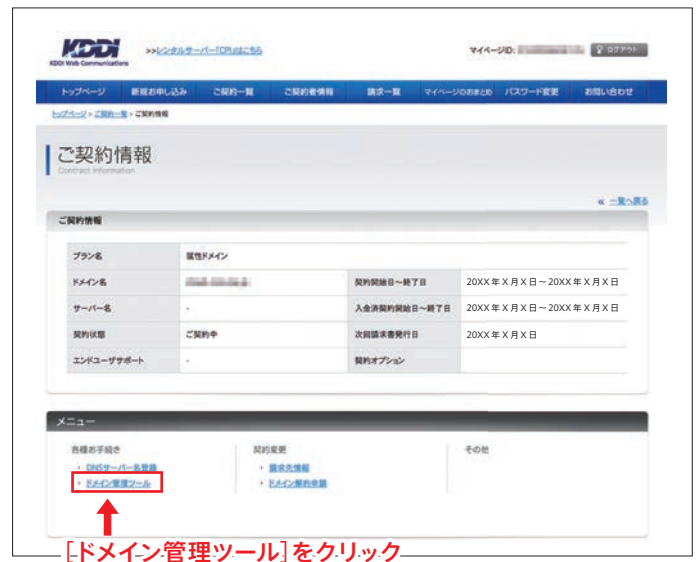 KDDI
KDDI Web Communications
>>レンタルサーバー「CPI」はこちら
マイページID:
ログアウト
トップページ 新規お申し込み ご契約一覧 ご契約者情報 請求一覧 マイページのおまとめ パスワード変更 お問い合わせ
トップページ > ご契約一覧 > ご契約情報
ご契約情報
Contract Information
« 一覧へ戻る
ご契約情報
プラン名 属性ドメイン
ドメイン名 契約開始日～終了日 20XX年X月X日～20XX年X月X日
サーバー名 - 入金済契約開始日～終了日 20XX年X月X日～20XX年X月X日
契約状態 ご契約中 次回請求書発行日 20XX年X月X日
エンドユーザサポート - 契約オプション
メニュー
各種お手続き 契約変更 その他
DNSサーバー名登録 請求先情報
ドメイン管理ツール ドメイン解約申請
［ドメイン管理ツール］をクリック